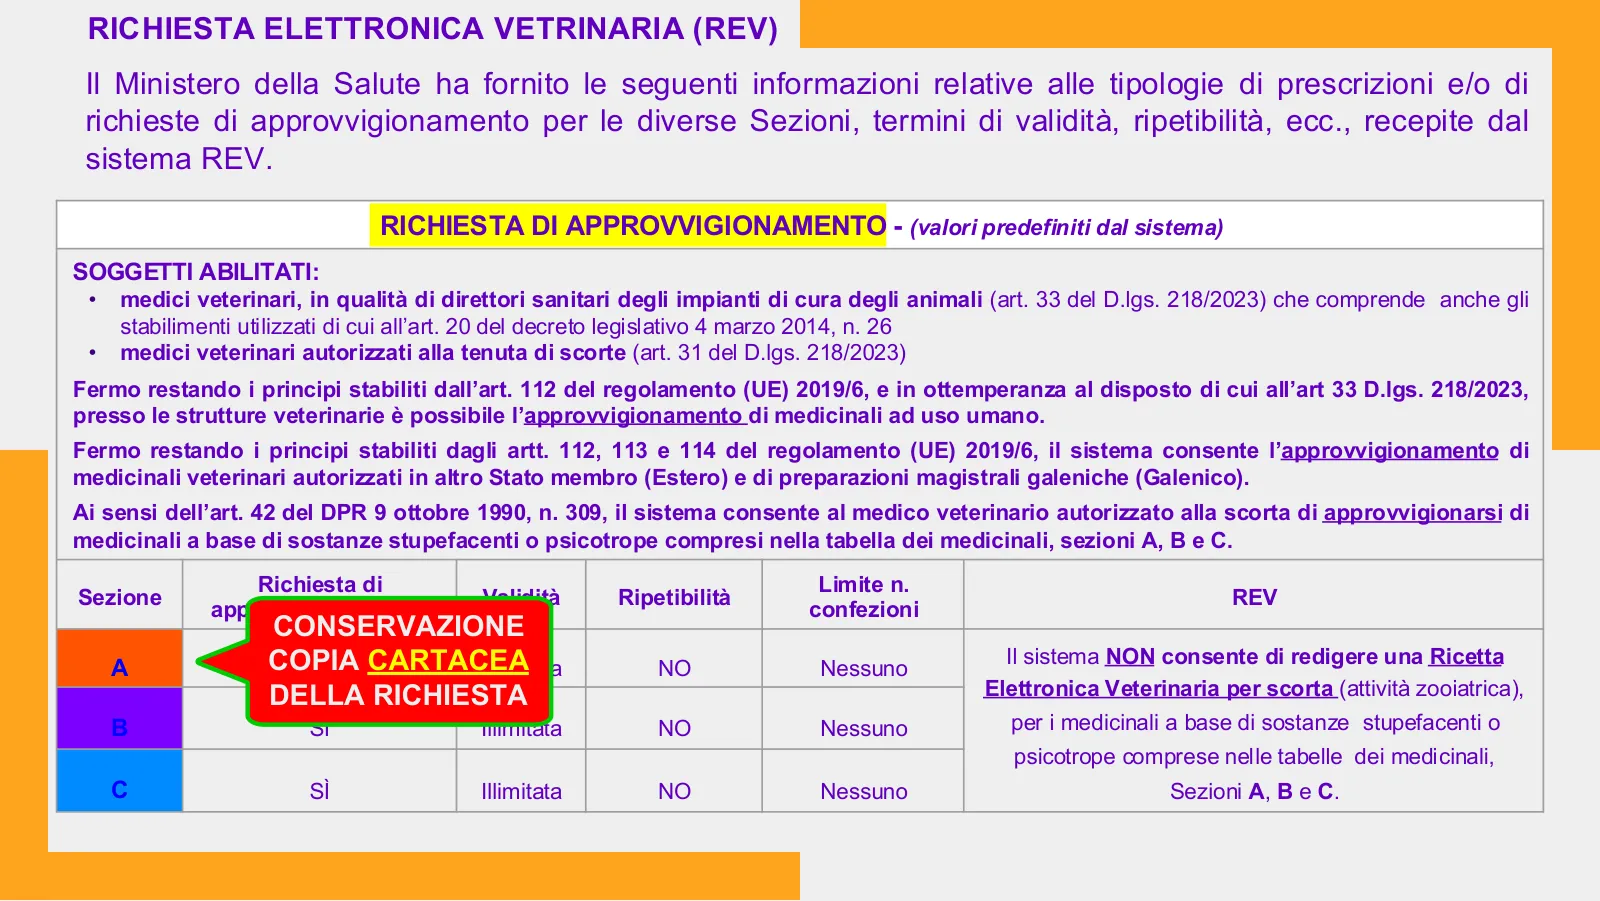 RICHIESTA ELETTRONICA VETRINARIA (REV)
Il Ministero della Salute ha fornito le seguenti informazioni relative alle tipologie di prescrizioni e/o di
richieste di approvvigionamento per le diverse Sezioni, termini di validità, ripetibilità, ecc., recepite dal
sistema REV.
RICHIESTA DI APPROVVIGIONAMENTO - (valori predefiniti dal sistema)
SOGGETTI ABILITATI:
• medici veterinari, in qualità di direttori sanitari degli impianti di cura degli animali (art. 33 del D.lgs. 218/2023) che comprende anche gli
stabilimenti utilizzati di cui all’art. 20 del decreto legislativo 4 marzo 2014, n. 26
• medici veterinari autorizzati alla tenuta di scorte (art. 31 del D.lgs. 218/2023)
Fermo restando i principi stabiliti dall’art. 112 del regolamento (UE) 2019/6, e in ottemperanza al disposto di cui all’art 33 D.lgs. 218/2023,
presso le strutture veterinarie è possibile l’approvvigionamento di medicinali ad uso umano.
Fermo restando i principi stabiliti dagli artt. 112, 113 e 114 del regolamento (UE) 2019/6, il sistema consente l’approvvigionamento di
medicinali veterinari autorizzati in altro Stato membro (Estero) e di preparazioni magistrali galeniche (Galenico).
Ai sensi dell’art. 42 del DPR 9 ottobre 1990, n. 309, il sistema consente al medico veterinario autorizzato alla scorta di approvvigionarsi di
medicinali a base di sostanze stupefacenti o psicotrope compresi nella tabella dei medicinali, sezioni A, B e C.
Sezione
Richiesta di
Validità
Ripetibilità
Limite n.
confezioni
REV
CONSERVAZIONE
COPIA CARTACEA
DELLA RICHIESTA
A
NO
Nessuno
B
SÌ
Illimitata
NO
Nessuno
C
SÌ
Illimitata
NO
Nessuno
Il sistema NON consente di redigere una Ricetta
Elettronica Veterinaria per scorta (attività zooiatrica),
per i medicinali a base di sostanze stupefacenti o
psicotrope comprese nelle tabelle dei medicinali,
Sezioni A, B e C.